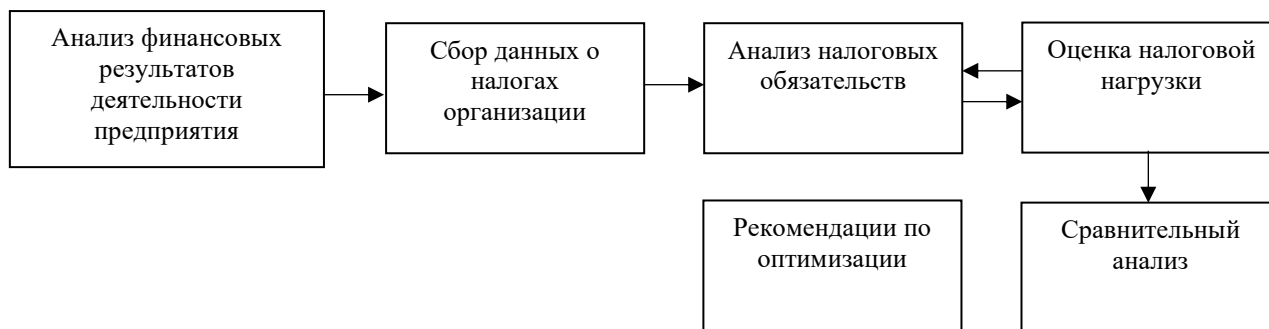 Анализ финансовых
результатов
деятельности
предприятия
Сбор данных о
налогах
организации
Анализ налоговых
обязательств
Оценка налоговой
нагрузки
Рекомендации по
оптимизации
Сравнительный
анализ